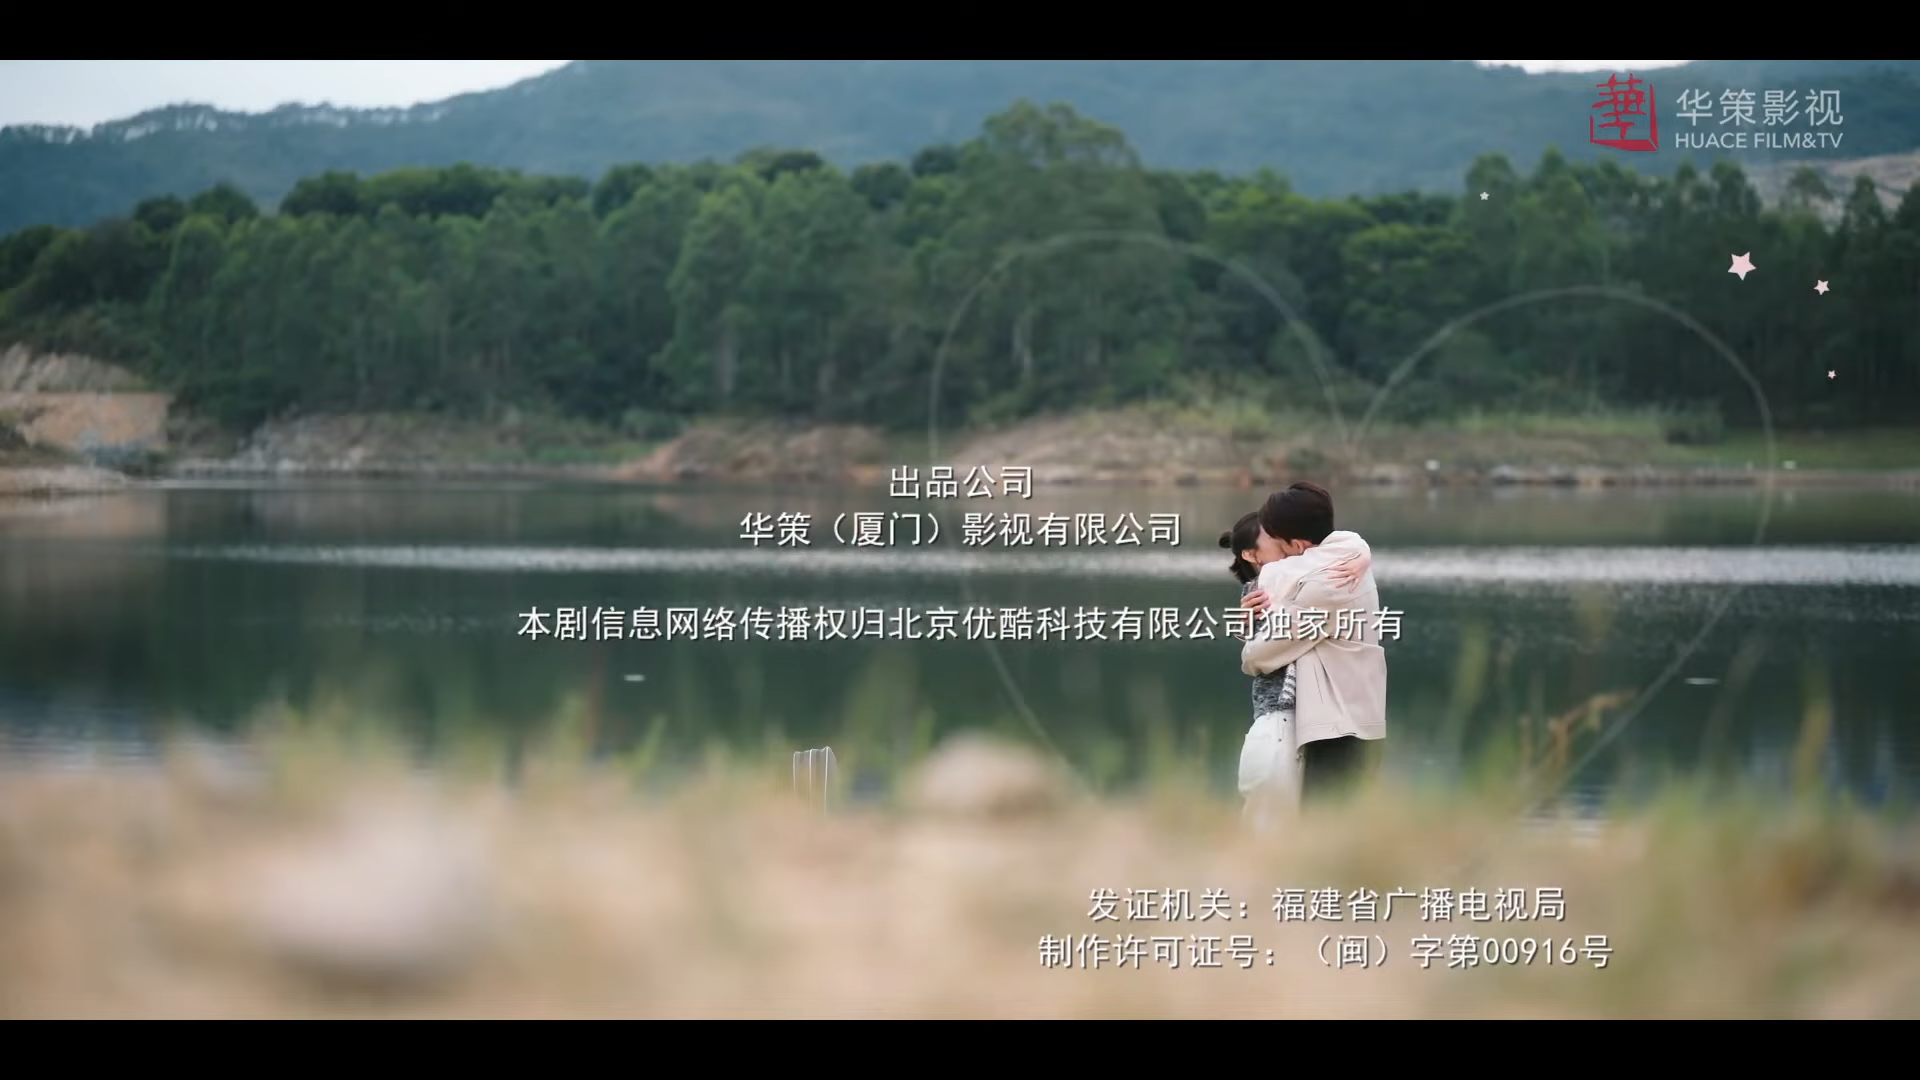 華
华策影视
HUACE FILM&TV
出品公司
华策（厦门）影视有限公司
本剧信息网络传播权归北京优酷科技有限公司独家所有
发证机关：福建省广播电视局
制作许可证号：（闽）字第00916号